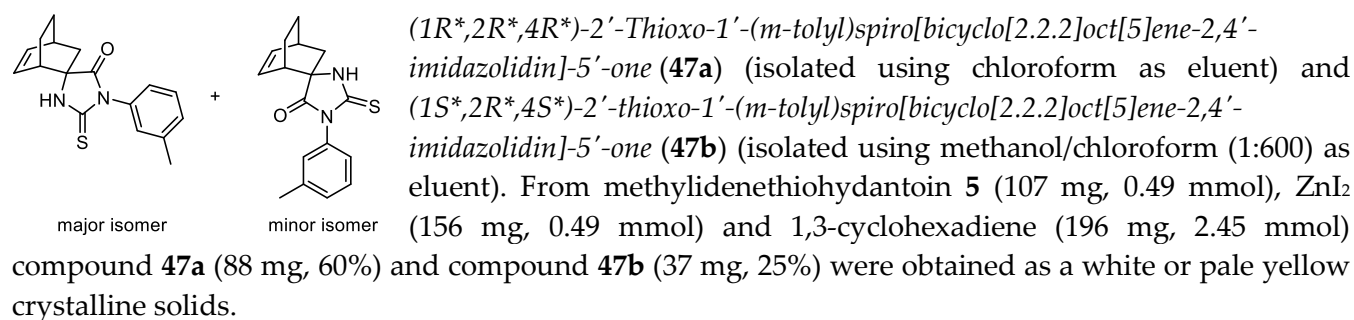 (1R*,2R*,4R*)-2′-Thioxo-1′-(m-tolyl)spiro[bicyclo[2.2.2]oct[5]ene-2,4′-
imidazolidin]-5′-one (47a) (isolated using chloroform as eluent) and
(1S*,2R*,4S*)-2′-thioxo-1′-(m-tolyl)spiro[bicyclo[2.2.2]oct[5]ene-2,4′-
imidazolidin]-5′-one (47b) (isolated using methanol/chloroform (1:600) as
eluent). From methylidenethiohydantoin 5 (107 mg, 0.49 mmol), ZnI₂
(156 mg, 0.49 mmol) and 1,3-cyclohexadiene (196 mg, 2.45 mmol)
compound 47a (88 mg, 60%) and compound 47b (37 mg, 25%) were obtained as a white or pale yellow
crystalline solids.
O
HN
N
S
+
NH
O
N
S
major isomer
minor isomer